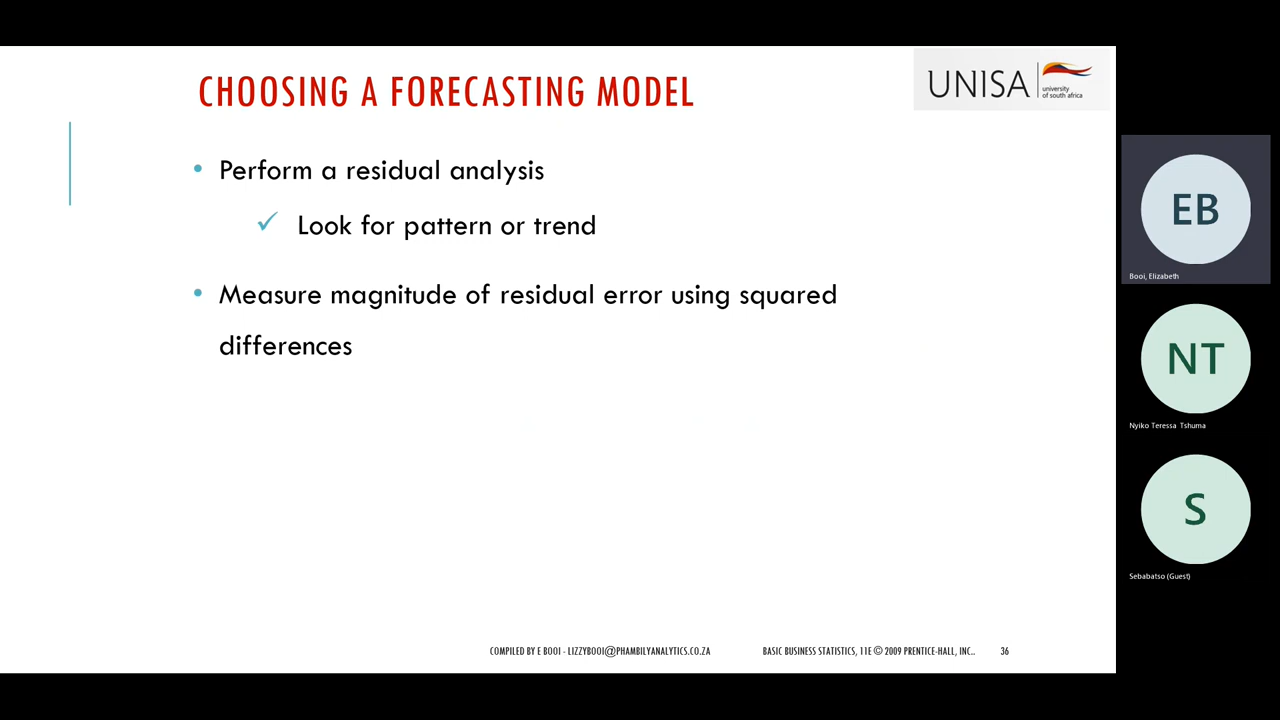 CHOOSING A FORECASTING MODEL
UNISA
university
of south africa
• Perform a residual analysis
✓ Look for pattern or trend
• Measure magnitude of residual error using squared
differences
COMPILED BY E BOOI - LIZZYBOOI@PHAMBILYANALYTICS.CO.ZA
BASIC BUSINESS STATISTICS, 11E © 2009 PRENTICE-HALL, INC..
36
EB
Booi, Elizabeth
NT
Nyiko Teressa Tshuma
S
Sebabatso (Guest)